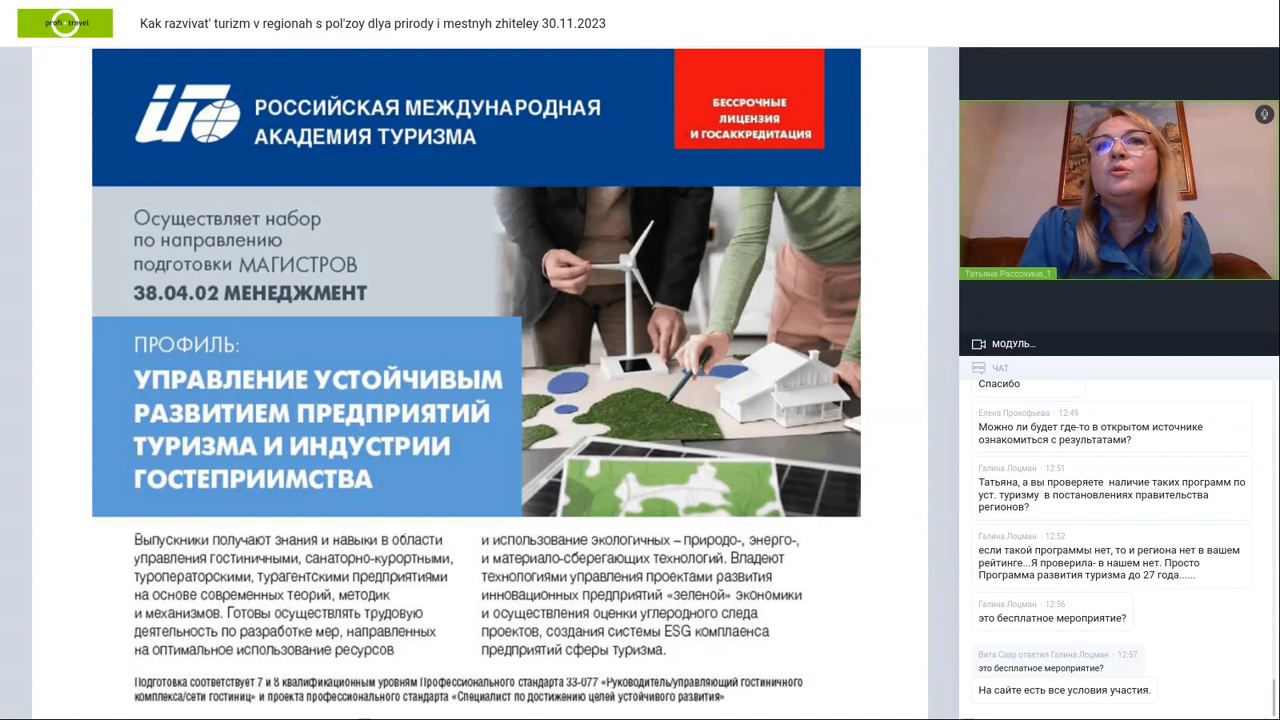 profi travel
Kak razvivat' turizm v regionah s pol'zoy dlya prirody i mestnyh zhiteley 30.11.2023
РОССИЙСКАЯ МЕЖДУНАРОДНАЯ
АКАДЕМИЯ ТУРИЗМА
БЕССРОЧНЫЕ
ЛИЦЕНЗИЯ
И ГОСАККРЕДИТАЦИЯ
Осуществляет набор
по направлению
подготовки МАГИСТРОВ
38.04.02 МЕНЕДЖМЕНТ
ПРОФИЛЬ:
УПРАВЛЕНИЕ УСТОЙЧИВЫМ
РАЗВИТИЕМ ПРЕДПРИЯТИЙ
ТУРИЗМА И ИНДУСТРИИ
ГОСТЕПРИИМСТВА
Выпускники получают знания и навыки в области
управления гостиничными, санаторно-курортными,
туроператорскими, турагентскими предприятиями
на основе современных теорий, методик
и механизмов. Готовы осуществлять трудовую
деятельность по разработке мер, направленных
на оптимальное использование ресурсов
и использование экологичных – природо-, энерго-,
и материало-сберегающих технологий. Владеют
технологиями управления проектами развития
инновационных предприятий «зеленой» экономики
и осуществления оценки углеродного следа
проектов, создания системы ESG комплаенса
предприятий сферы туризма.
Подготовка соответствует 7 и 8 квалификационным уровням Профессионального стандарта 33-077 «Руководитель/управляющий гостиничного
комплекса/сети гостиниц» и проекта профессионального стандарта «Специалист по достижению целей устойчивого развития»
Татьяна Рассохина_1
МОДУЛЬ...
ЧАТ
Спасибо
Елена Прокофьева 12:49
Можно ли будет где-то в открытом источнике
ознакомиться с результатами?
Галина Лоцман 12:51
Татьяна, а вы проверяете наличие таких программ по
уст. туризму в постановлениях правительства
регионов?
Галина Лоцман 12:52
если такой программы нет, то и региона нет в вашем
рейтинге...Я проверила- в нашем нет. Просто
Программа развития туризма до 27 года......
Галина Лоцман 12:56
это бесплатное мероприятие?
Вита Саар ответил Галина Лоцман 12:57
это бесплатное мероприятие?
На сайте есть все условия участия.